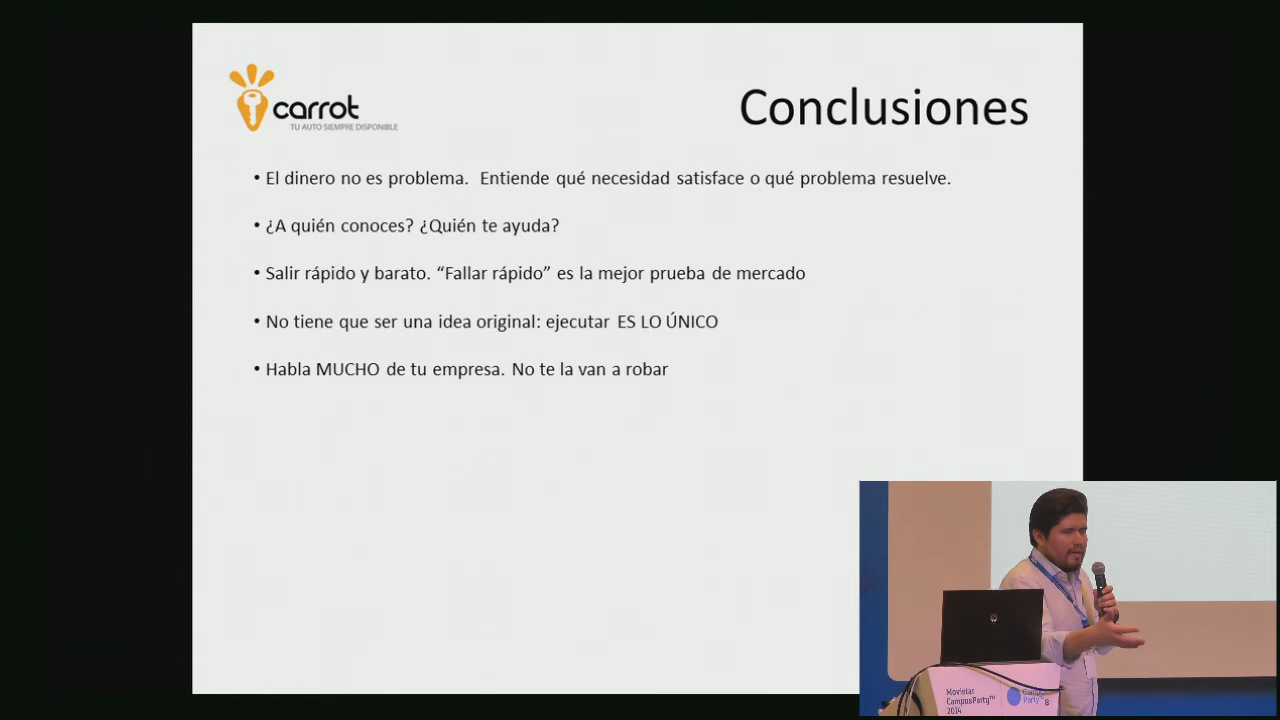 carrot
TU AUTO SIEMPRE DISPONIBLE
Conclusiones
• El dinero no es problema.  Entiende qué necesidad satisface o qué problema resuelve.
• ¿A quién conoces? ¿Quién te ayuda?
• Salir rápido y barato. “Fallar rápido” es la mejor prueba de mercado
• No tiene que ser una idea original: ejecutar ES LO ÚNICO
• Habla MUCHO de tu empresa. No te la van a robar
Movistar
CampusParty™
2014
Campus
Party™